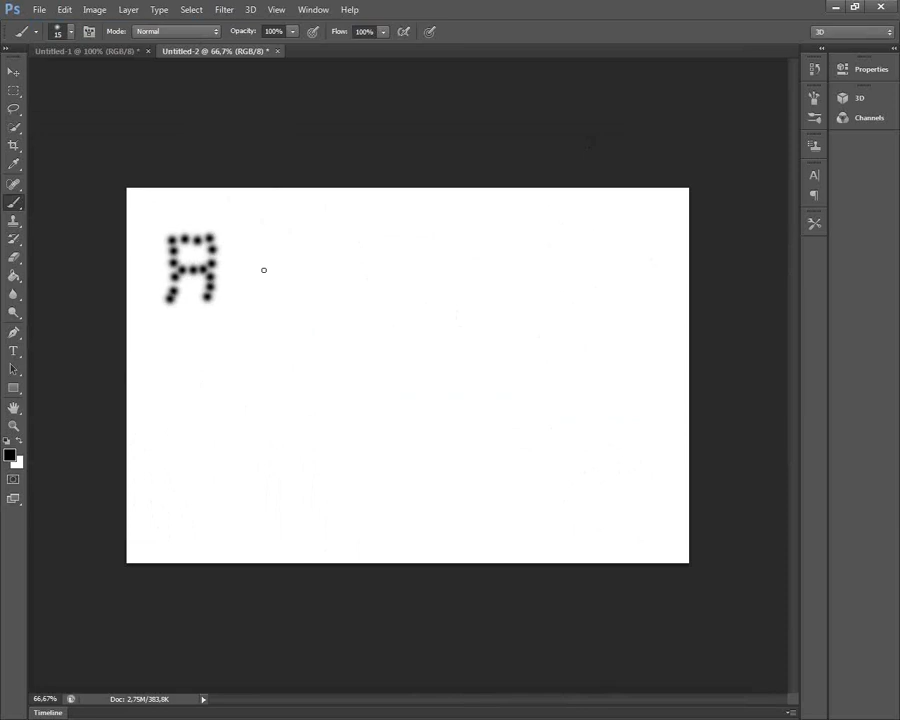 Ps File Edit Image Layer Type Select Filter 3D View Window Help
15 Mode: Normal Opacity: 100% Flow: 100% 3D
Untitled-1 @ 100% (RGB/8) * × Untitled-2 @ 66,7% (RGB/8) * ×
Properties
3D
Channels
A
T
66,67% Doc: 2,75M/383,8K
Timeline